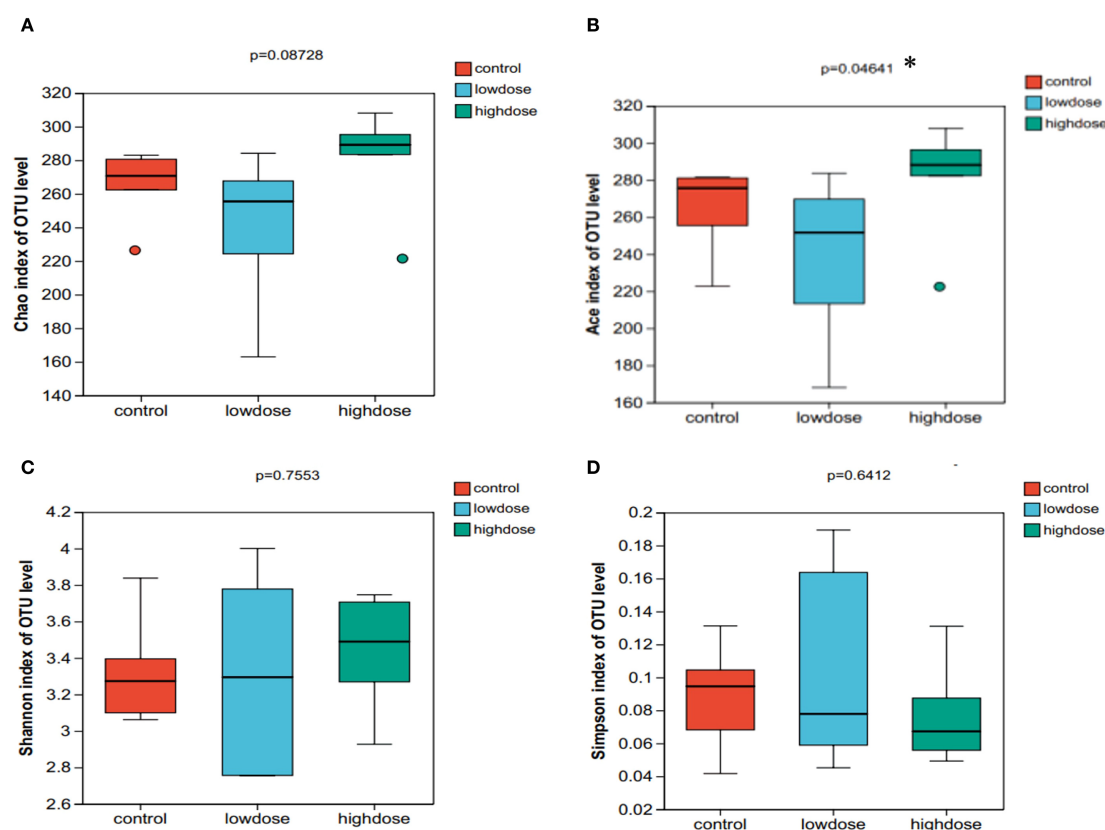 A
p=0.08728
control
lowdose
highdose
Chao index of OTU level
320
300
280
260
240
220
200
180
160
140
control lowdose highdose
B
p=0.04641 *
control
lowdose
highdose
Ace index of OTU level
320
300
280
260
240
220
200
180
160
control lowdose highdose
C
p=0.7553
control
lowdose
highdose
Shannon index of OTU level
4.2
4
3.8
3.6
3.4
3.2
3
2.8
2.6
control lowdose highdose
D
p=0.6412
control
lowdose
highdose
Simpson index of OTU level
0.2
0.18
0.16
0.14
0.12
0.1
0.08
0.06
0.04
0.02
control lowdose highdose